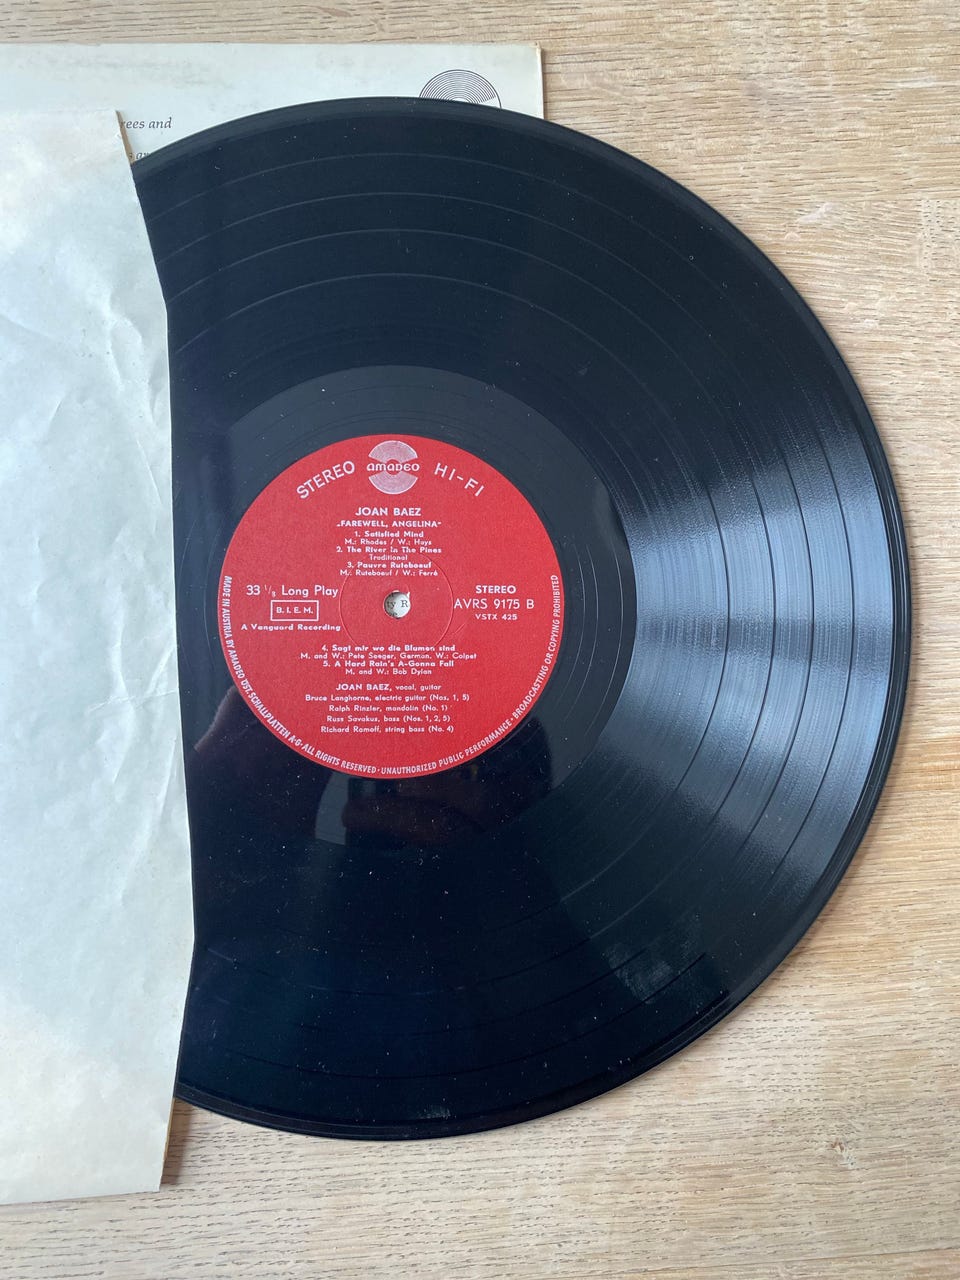 rees and
STEREO AMADEO HI-FI
JOAN BAEZ
„FAREWELL, ANGELINA"
1. Satisfied Mind
M.: Rhodes / W.: Hays
2. The River In The Pines
Traditional
3. Pauvre Ruteboeuf
M.: Ruteboeuf / W.: Ferré
33 ⅓ Long Play
B.I.E.M.
A Vanguard Recording
STEREO
AVRS 9175 B
VSTX 425
ty R
4. Sagt mir wo die Blumen sind
M. and W.: Pete Seeger, German. W.: Colpet
5. A Hard Rain's A-Gonna Fall
M. and W.: Bob Dylan
JOAN BAEZ, vocal, guitar
Bruce Langhorne, electric guitar (Nos. 1, 5)
Ralph Rinzler, mandolin (No. 1)
Russ Savakus, bass (Nos. 1, 2, 5)
Richard Romoff, string bass (No. 4)
MADE IN AUSTRIA BY AMADEO ÖST. SCHALLPLATTEN A·G· ALL RIGHTS RESERVED · UNAUTHORIZED PUBLIC PERFORMANCE · BROADCASTING OR COPYING PROHIBITED